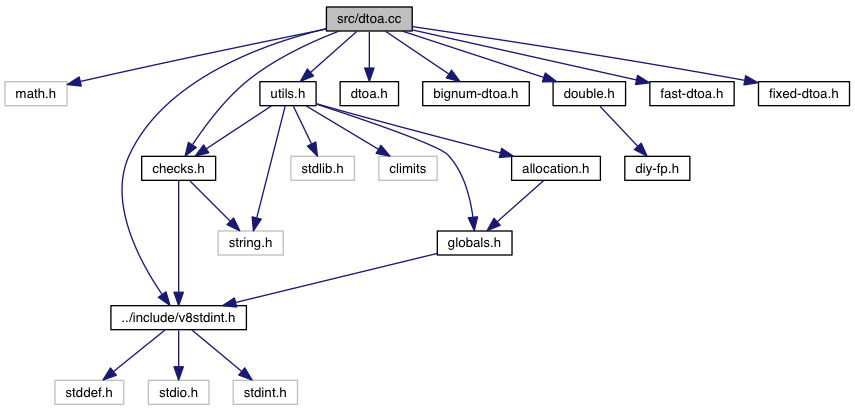 src/dtoa.cc
math.h
utils.h
dtoa.h
bignum-dtoa.h
double.h
fast-dtoa.h
fixed-dtoa.h
checks.h
stdlib.h
climits
allocation.h
diy-fp.h
string.h
globals.h
../include/v8stdint.h
stddef.h
stdio.h
stdint.h